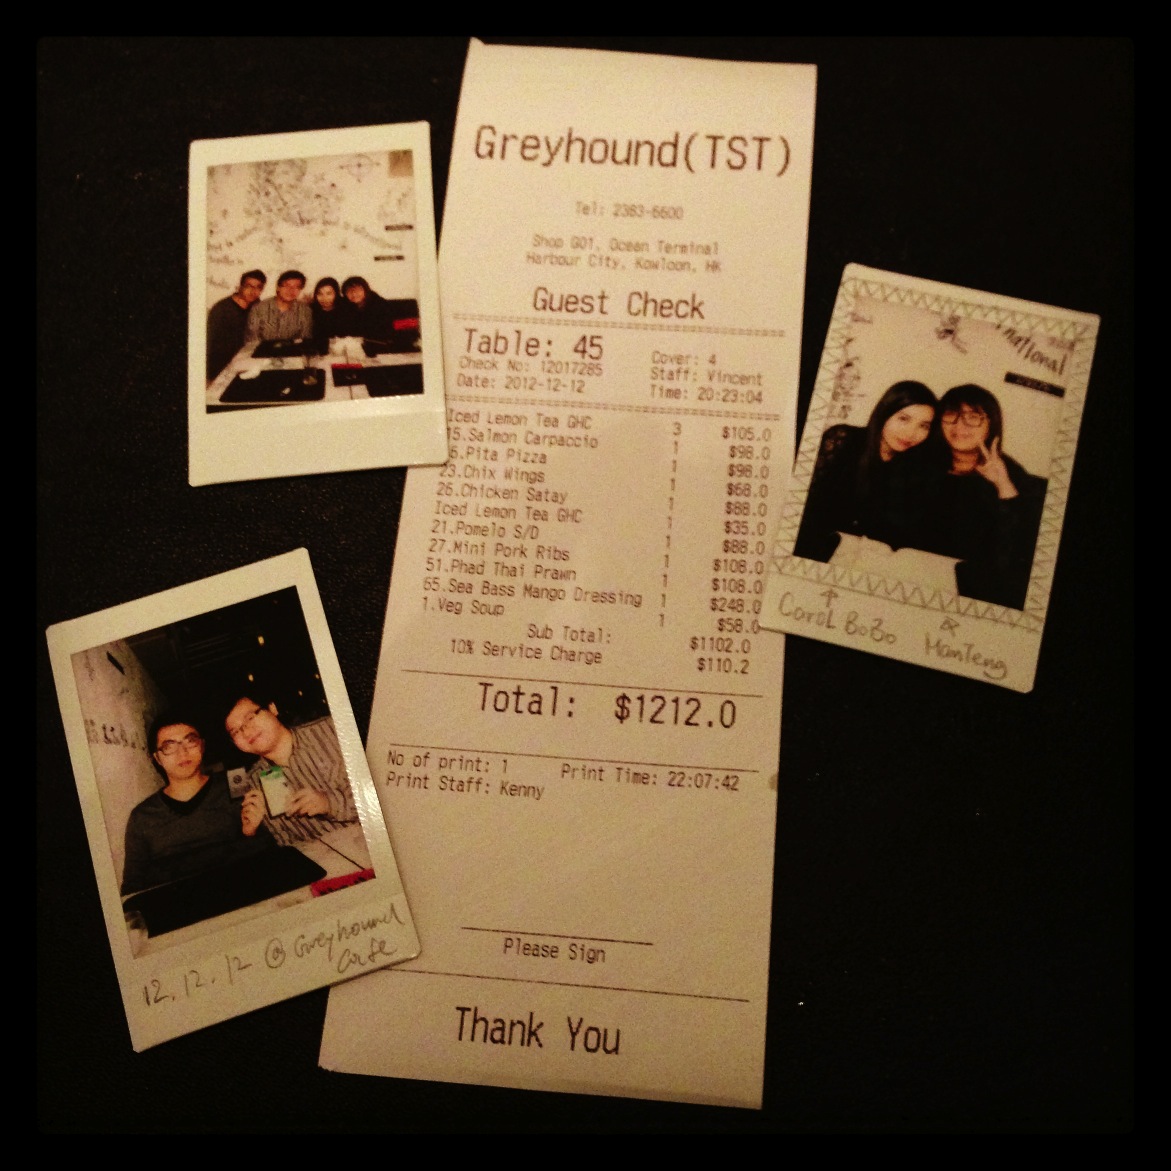 Greyhound(TST)
Tel: 2383-6600
Shop G01, Ocean Terminal
Harbour City, Kowloon, HK
Guest Check
Table: 45
Cover: 4
Check No: 12017285
Staff: Vincent
Date: 2012-12-12
Time: 20:23:04
Iced Lemon Tea GHC 3 $105.0
15.Salmon Carpaccio 1 $98.0
6.Pita Pizza 1 $98.0
23.Chix Wings 1 $68.0
26.Chicken Satay 1 $88.0
Iced Lemon Tea GHC 1 $35.0
21.Pomelo S/D 1 $88.0
27.Mini Pork Ribs 1 $108.0
51.Phad Thai Prawn 1 $108.0
65.Sea Bass Mango Dressing 1 $248.0
1.Veg Soup 1 $58.0
Sub Total: $1102.0
10% Service Charge $110.2
Total: $1212.0
No of print: 1 Print Time: 22:07:42
Print Staff: Kenny
Please Sign
Thank You
national
Carol BoBo
ManTeng
12.12.12 @ Greyhound
Cafe